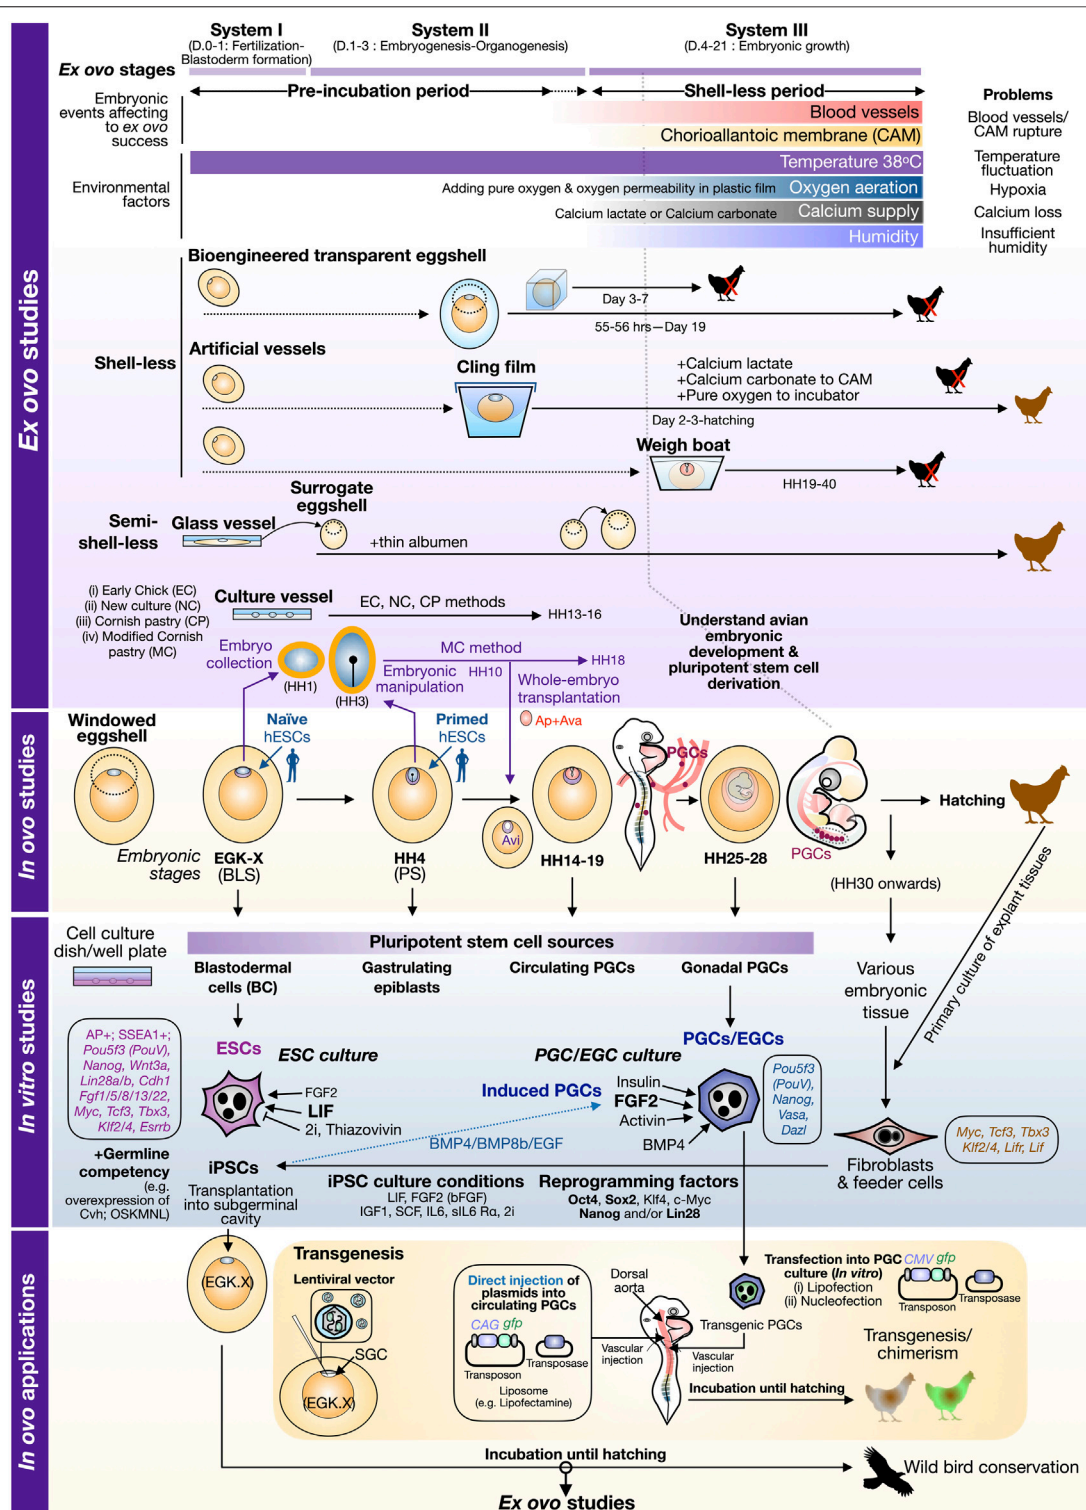 System I
(D.0-1: Fertilization-
Blastoderm formation)
System II
(D.1-3 : Embryogenesis-Organogenesis)
System III
(D.4-21 : Embryonic growth)
Ex ovo stages
Pre-incubation period
Shell-less period
Problems
Embryonic
events affecting
to ex ovo
success
Blood vessels
Chorioallantoic membrane (CAM)
Blood vessels/
CAM rupture
Environmental
factors
Temperature 38ºC
Temperature
fluctuation
Adding pure oxygen & oxygen permeability in plastic film
Oxygen aeration
Hypoxia
Calcium lactate or Calcium carbonate
Calcium supply
Calcium loss
Humidity
Insufficient
humidity
Ex ovo studies
Bioengineered transparent eggshell
Day 3-7
55-56 hrs—Day 19
Shell-less
Artificial vessels
Cling film
+Calcium lactate
+Calcium carbonate to CAM
+Pure oxygen to incubator
Day 2-3-hatching
Weigh boat
HH19-40
Surrogate
eggshell
Semi-
shell-less
Glass vessel
+thin albumen
(i) Early Chick (EC)
(ii) New culture (NC)
(iii) Cornish pastry (CP)
(iv) Modified Cornish
pastry (MC)
Culture vessel
EC, NC, CP methods
HH13-16
Embryo
collection
(HH1)
(HH3)
MC method
HH18
Embryonic
manipulation
HH10
Whole-embryo
transplantation
Ap+Ava
Understand avian
embryonic
development &
pluripotent stem cell
derivation
In ovo studies
Windowed
eggshell
Naïve
hESCs
Primed
hESCs
Avi
PGCs
PGCs
Hatching
Embryonic
stages
EGK-X
(BLS)
HH4
(PS)
HH14-19
HH25-28
(HH30 onwards)
Primary culture of explant tissues
In vitro studies
Cell culture
dish/well plate
Pluripotent stem cell sources
Blastodermal
cells (BC)
Gastrulating
epiblasts
Circulating PGCs
Gonadal PGCs
Various
embryonic
tissue
AP+; SSEA1+;
Pou5f3 (PouV),
Nanog, Wnt3a,
Lin28a/b, Cdh1
Fgf1/5/8/13/22,
Myc, Tcf3, Tbx3,
Klf2/4, Esrrb
ESCs
ESC culture
FGF2
LIF
2i, Thiazovivin
PGC/EGC culture
PGCs/EGCs
Induced PGCs
Insulin
FGF2
Activin
BMP4
BMP4/BMP8b/EGF
Pou5f3
(PouV),
Nanog,
Vasa,
Dazl
Myc, Tcf3, Tbx3
Klf2/4, Lifr, Lif
Fibroblasts
& feeder cells
+Germline
competency
(e.g.
overexpression of
Cvh; OSKMNL)
iPSCs
Transplantation
into subgerminal
cavity
iPSC culture conditions
LIF, FGF2 (bFGF)
IGF1, SCF, IL6, sIL6 Rα, 2i
Reprogramming factors
Oct4, Sox2, Klf4, c-Myc
Nanog and/or Lin28
In ovo applications
(EGK.X)
Transgenesis
Lentiviral vector
SGC
(EGK.X)
Direct injection of
plasmids into
circulating PGCs
CAG gfp
Transposon
Transposase
Liposome
(e.g. Lipofectamine)
Dorsal
aorta
Vascular
injection
Vascular
injection
Transgenic PGCs
Transfection into PGC
culture (In vitro)
(i) Lipofection
(ii) Nucleofection
CMV gfp
Transposon
Transposase
Transgenesis/
chimerism
Incubation until hatching
Incubation until hatching
Wild bird conservation
Ex ovo studies